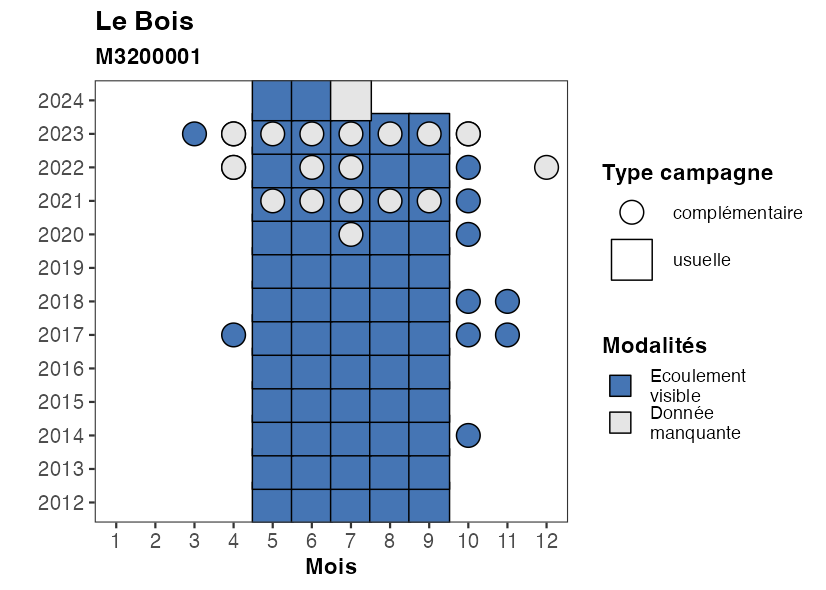 Le Bois
M3200001
2024
2023
2022
2021
2020
2019
2018
2017
2016
2015
2014
2013
2012
1 2 3 4 5 6 7 8 9 10 11 12
Mois
Type campagne
complémentaire
usuelle
Modalités
Ecoulement
visible
Donnée
manquante